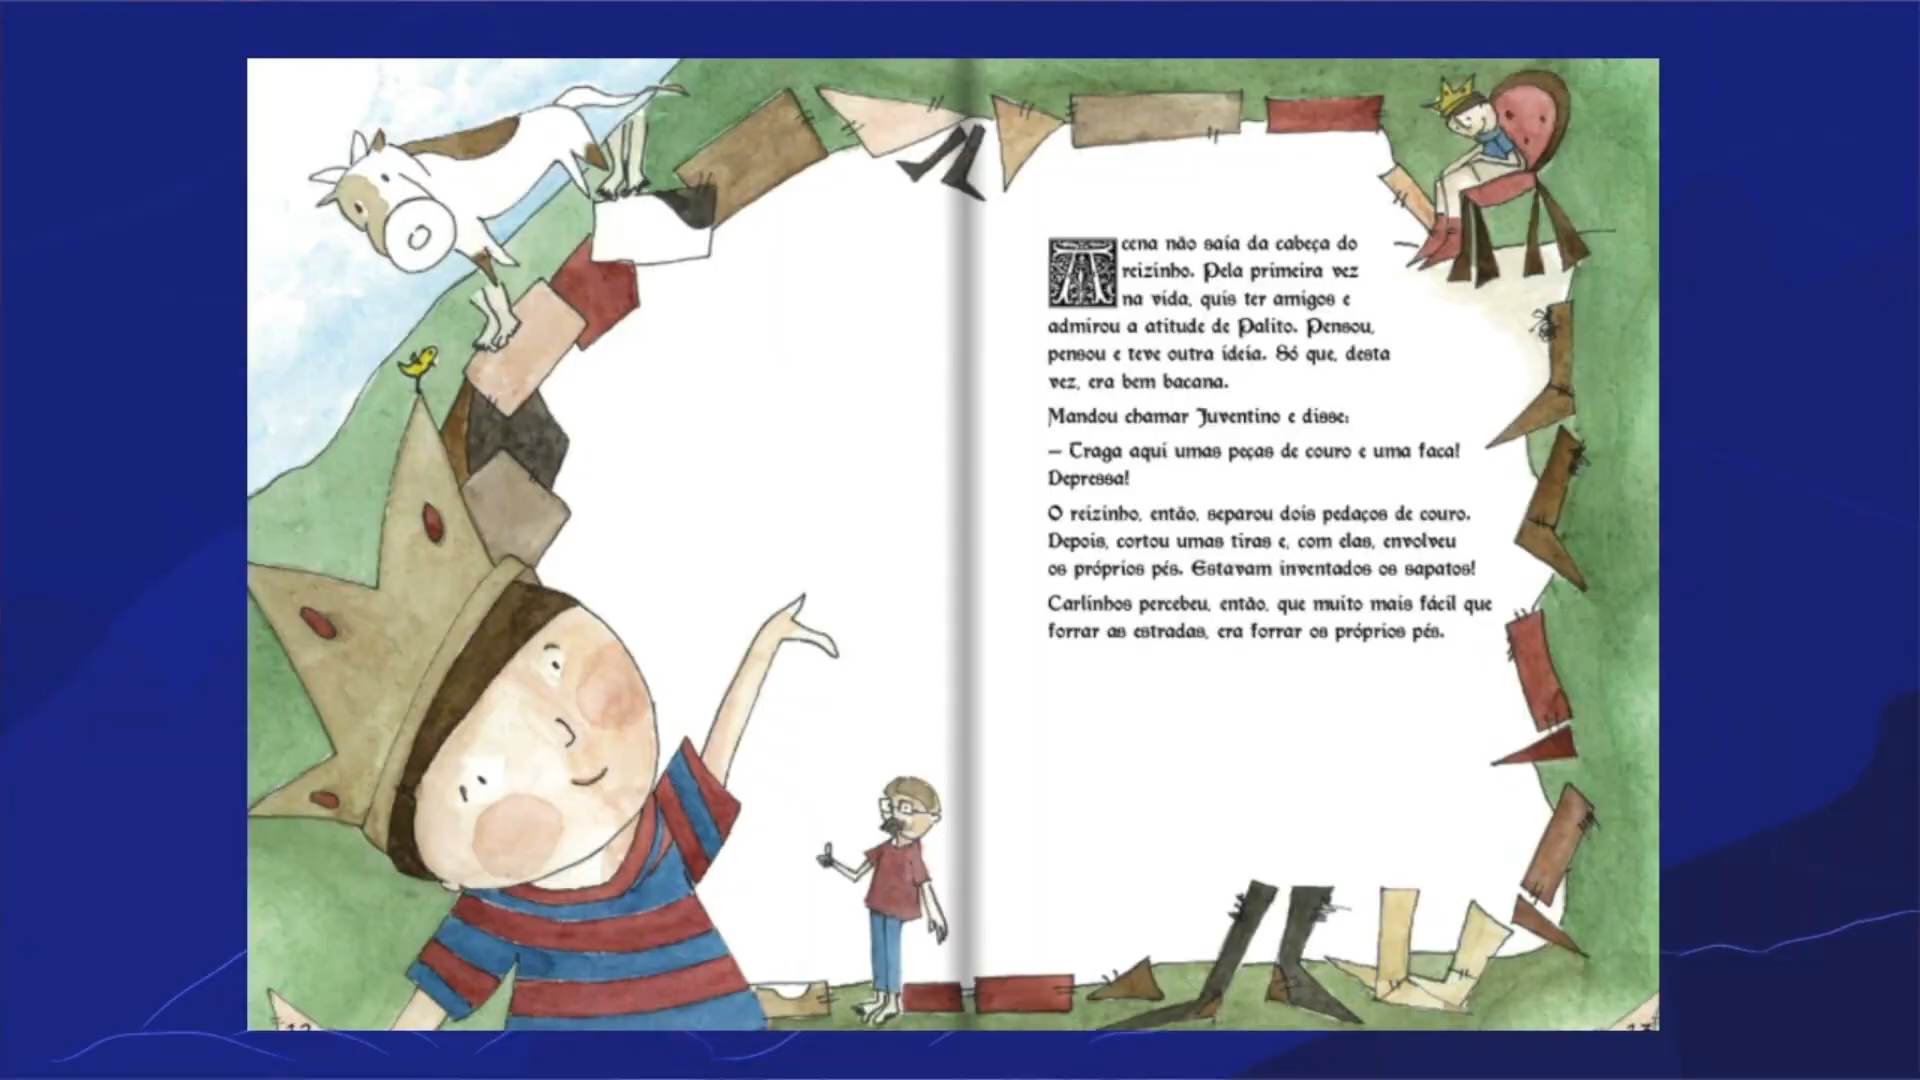 A cena não saía da cabeça do
reizinho. Pela primeira vez
na vida, quis ter amigos e
admirou a atitude de Palito. Pensou,
pensou e teve outra ideia. Só que, desta
vez, era bem bacana.
Mandou chamar Juventino e disse:
– Traga aqui umas peças de couro e uma faca!
Depressa!
O reizinho, então, separou dois pedaços de couro.
Depois, cortou umas tiras e, com elas, envolveu
os próprios pés. Estavam inventados os sapatos!
Carlinhos percebeu, então, que muito mais fácil que
forrar as estradas, era forrar os próprios pés.